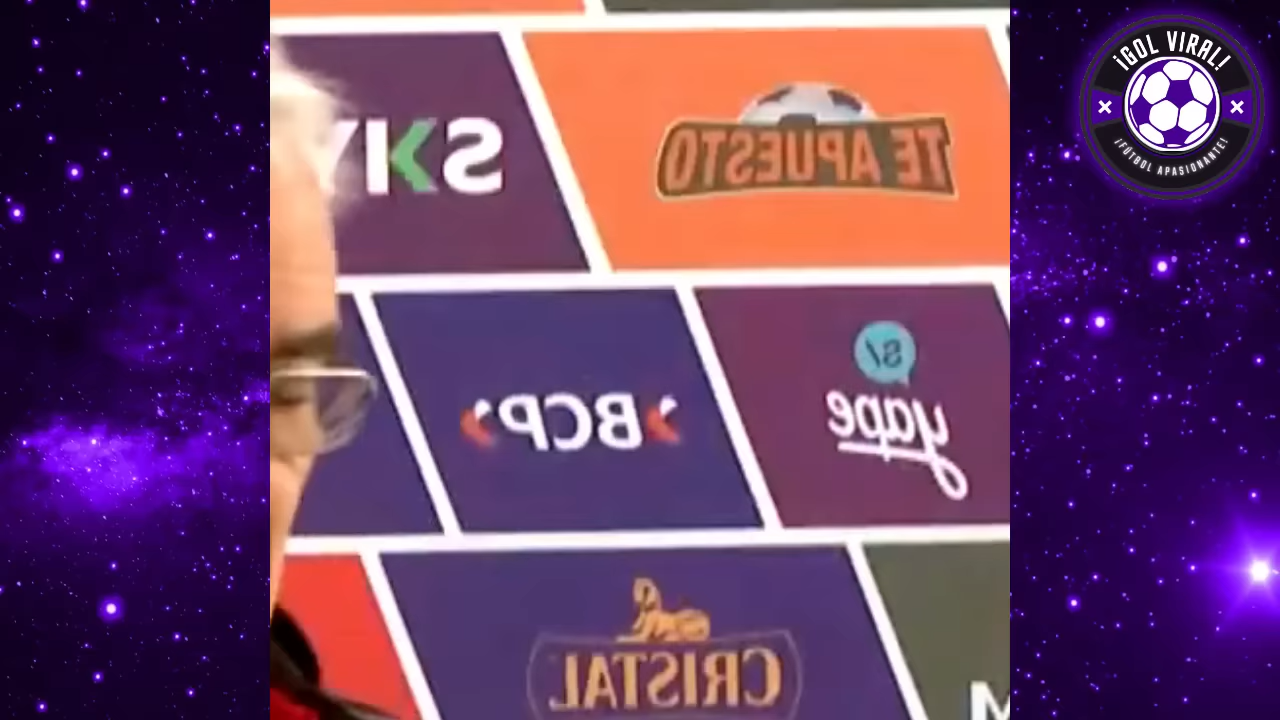 ¡GOL VIRAL!
¡FÚTBOL APASIONANTE!
SKY
TE APUESTO
BCP
S/
yape
CRISTAL
M